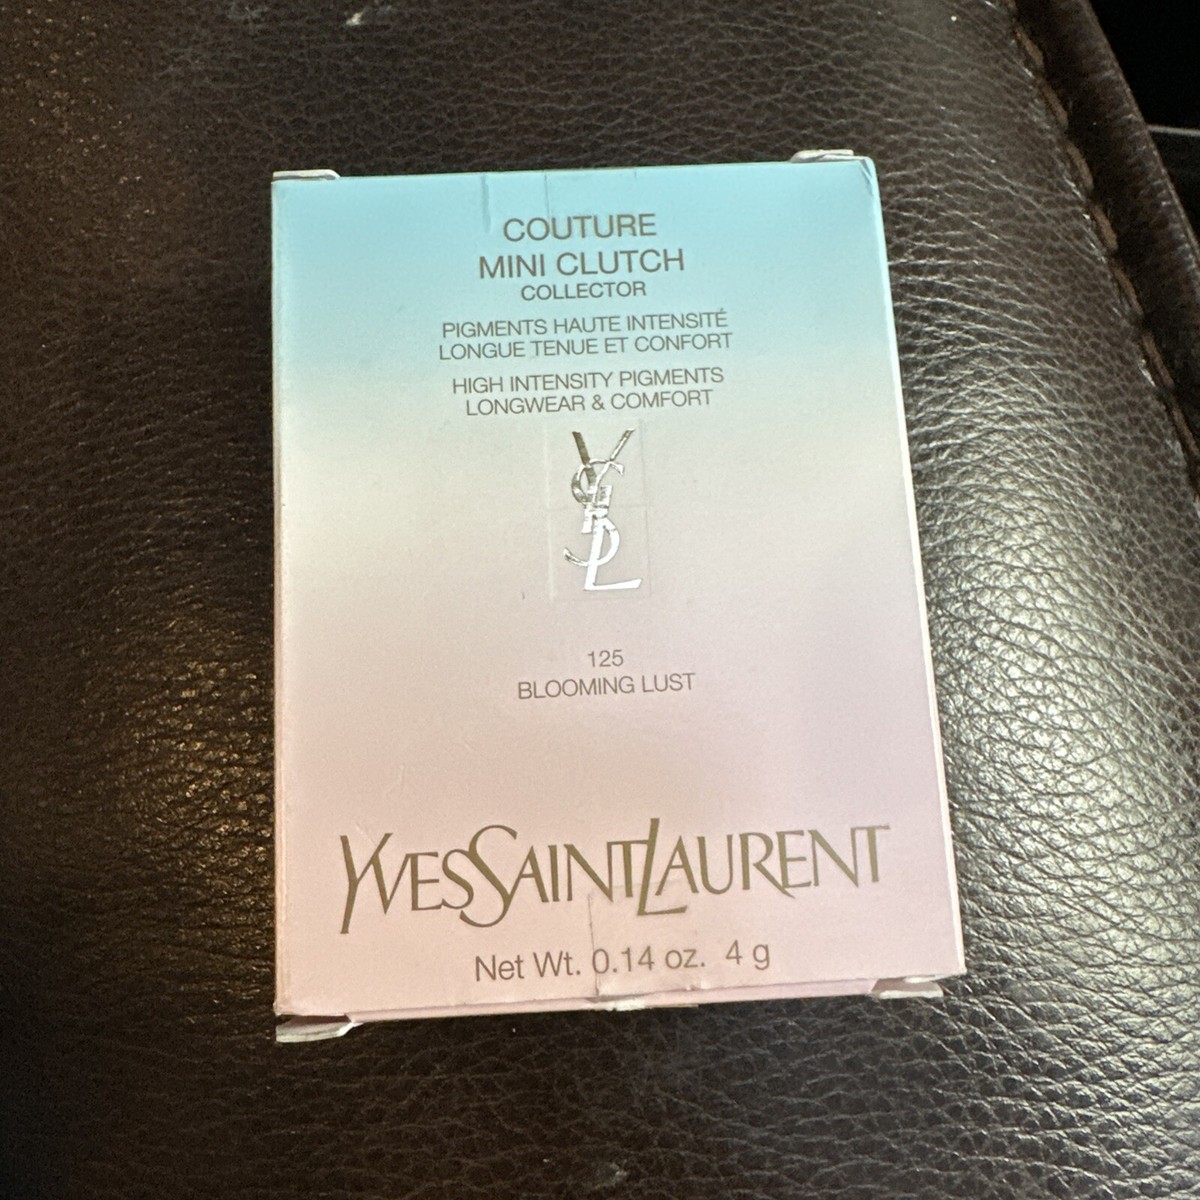 COUTURE
MINI CLUTCH
COLLECTOR
PIGMENTS HAUTE INTENSITÉ
LONGUE TENUE ET CONFORT
HIGH INTENSITY PIGMENTS
LONGWEAR & COMFORT
YSL
125
BLOOMING LUST
YVESSAINTLAURENT
Net Wt. 0.14 oz. 4 g